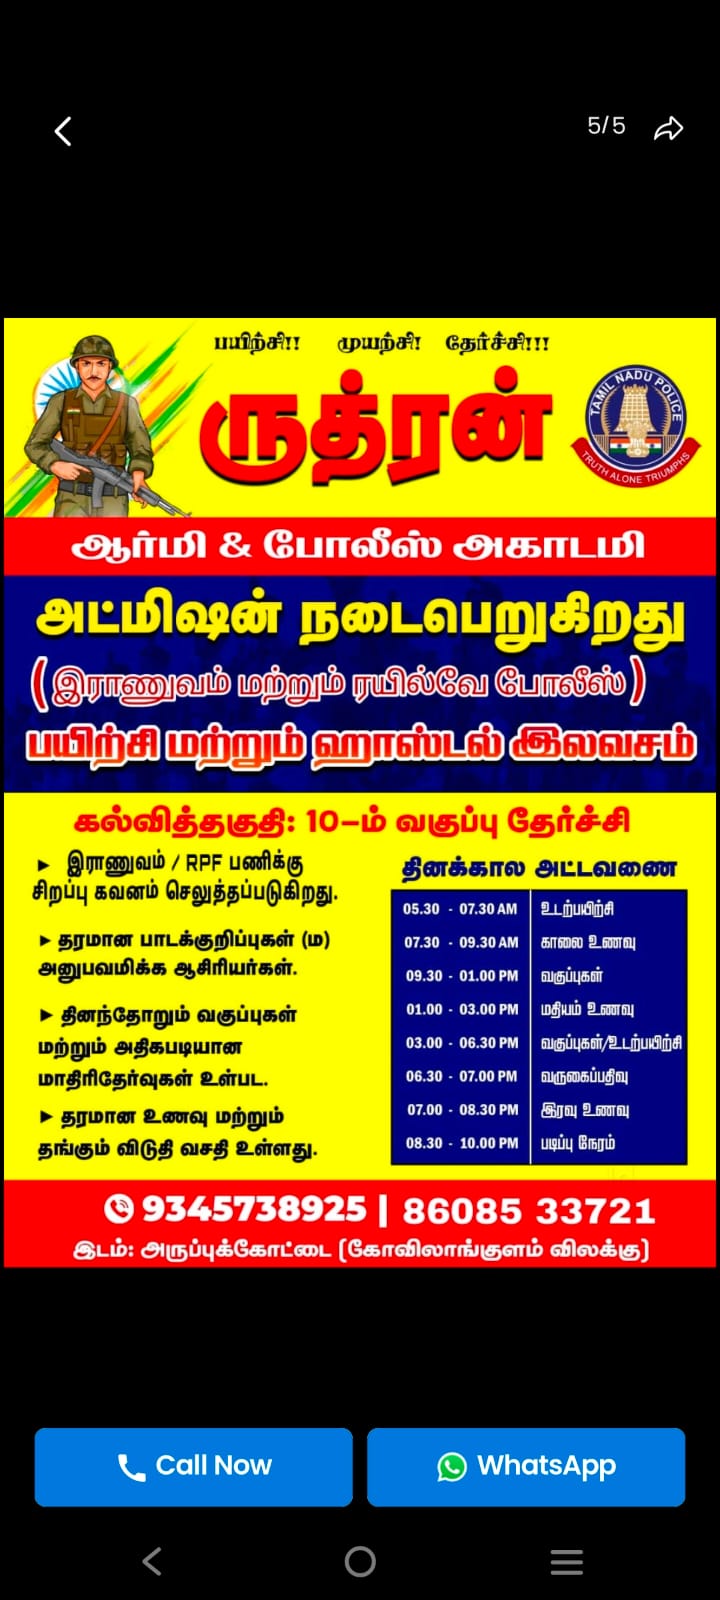 5/5
பயிற்சி!! முயற்சி! தேர்ச்சி!!!
ருத்ரன்
TAMIL NADU POLICE
TRUTH ALONE TRIUMPHS
ஆர்மி & போலீஸ் அகாடமி
அட்மிஷன் நடைபெறுகிறது
(இராணுவம் மற்றும் ரயில்வே போலீஸ்)
பயிற்சி மற்றும் ஹாஸ்டல் இலவசம்
கல்வித்தகுதி: 10-ம் வகுப்பு தேர்ச்சி
► இராணுவம் / RPF பணிக்கு
சிறப்பு கவனம் செலுத்தப்படுகிறது.
► தரமான பாடக்குறிப்புகள் (ம)
அனுபவமிக்க ஆசிரியர்கள்.
► தினந்தோறும் வகுப்புகள்
மற்றும் அதிகபடியான
மாதிரிதேர்வுகள் உள்பட.
► தரமான உணவு மற்றும்
தங்கும் விடுதி வசதி உள்ளது.
தினக்கால அட்டவணை
05.30 - 07.30 AM உடற்பயிற்சி
07.30 - 09.30 AM காலை உணவு
09.30 - 01.00 PM வகுப்புகள்
01.00 - 03.00 PM மதியம் உணவு
03.00 - 06.30 PM வகுப்புகள்/உடற்பயிற்சி
06.30 - 07.00 PM வருகைப்பதிவு
07.00 - 08.30 PM இரவு உணவு
08.30 - 10.00 PM படிப்பு நேரம்
9345738925 | 86085 33721
இடம்: அருப்புக்கோட்டை (கோவிலாங்குளம் விலக்கு)
Call Now
WhatsApp